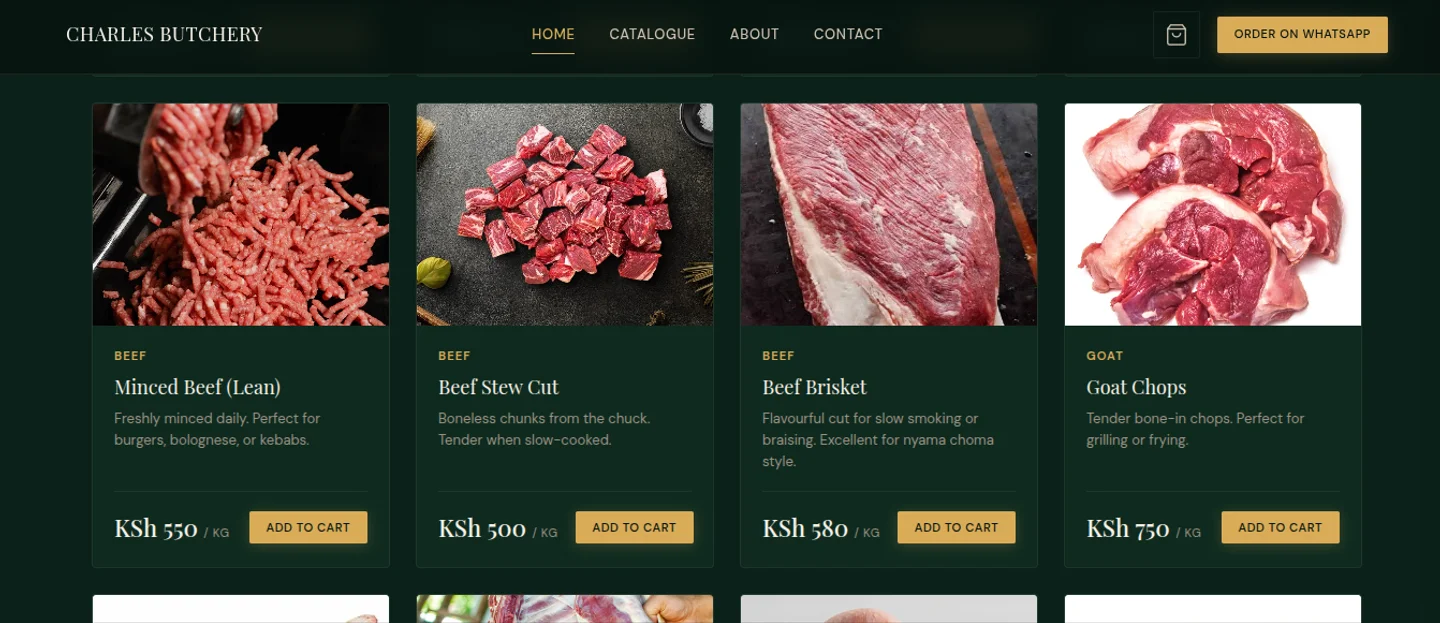 CHARLES BUTCHERY
HOME
CATALOGUE
ABOUT
CONTACT
ORDER ON WHATSAPP
BEEF
Minced Beef (Lean)
Freshly minced daily. Perfect for
burgers, bolognese, or kebabs.
KSh 550 / KG
ADD TO CART
BEEF
Beef Stew Cut
Boneless chunks from the chuck.
Tender when slow-cooked.
KSh 500 / KG
ADD TO CART
BEEF
Beef Brisket
Flavourful cut for slow smoking or
braising. Excellent for nyama choma
style.
KSh 580 / KG
ADD TO CART
GOAT
Goat Chops
Tender bone-in chops. Perfect for
grilling or frying.
KSh 750 / KG
ADD TO CART